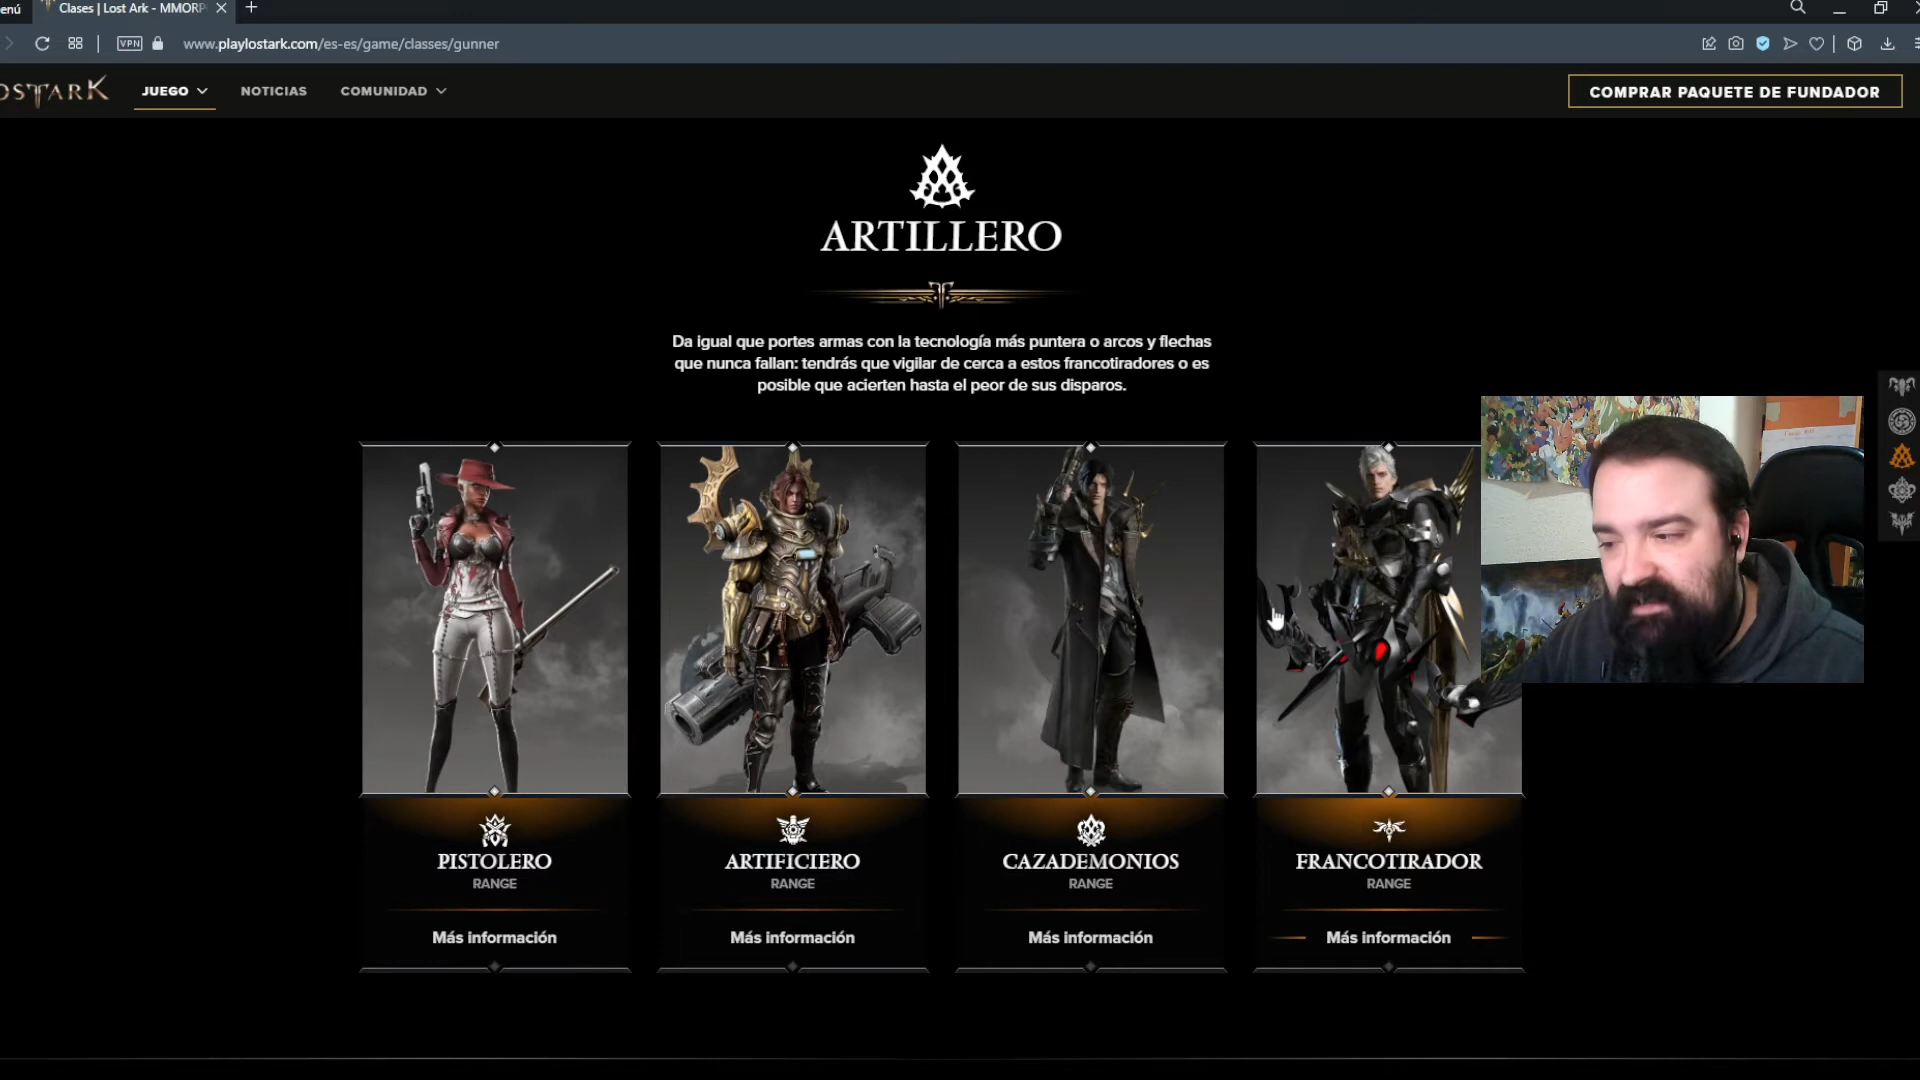 enú
Clases | Lost Ark - MMORP
VPN
www.playlostark.com/es-es/game/classes/gunner
OSTARK
JUEGO
NOTICIAS
COMUNIDAD
COMPRAR PAQUETE DE FUNDADOR
ARTILLERO
Da igual que portes armas con la tecnología más puntera o arcos y flechas
que nunca fallan: tendrás que vigilar de cerca a estos francotiradores o es
posible que acierten hasta el peor de sus disparos.
PISTOLERO
RANGE
Más información
ARTIFICIERO
RANGE
Más información
CAZADEMONIOS
RANGE
Más información
FRANCOTIRADOR
RANGE
Más información